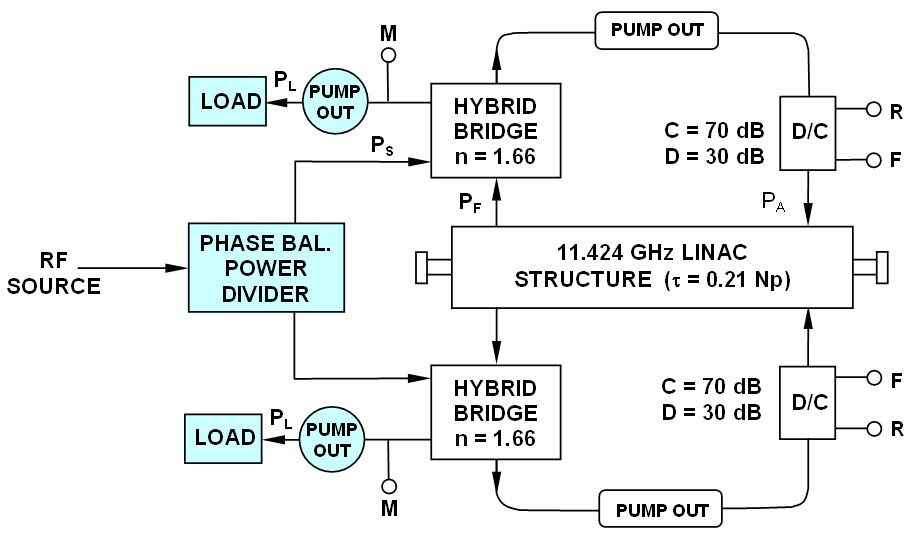 M
PUMP OUT
LOAD
P_L
PUMP
OUT
HYBRID
BRIDGE
n = 1.66
C = 70 dB
D = 30 dB
D/C
R
F
P_S
P_F
P_A
RF
SOURCE
PHASE BAL.
POWER
DIVIDER
11.424 GHz LINAC
STRUCTURE (τ = 0.21 Np)
HYBRID
BRIDGE
n = 1.66
C = 70 dB
D = 30 dB
D/C
F
R
LOAD
P_L
PUMP
OUT
M
PUMP OUT